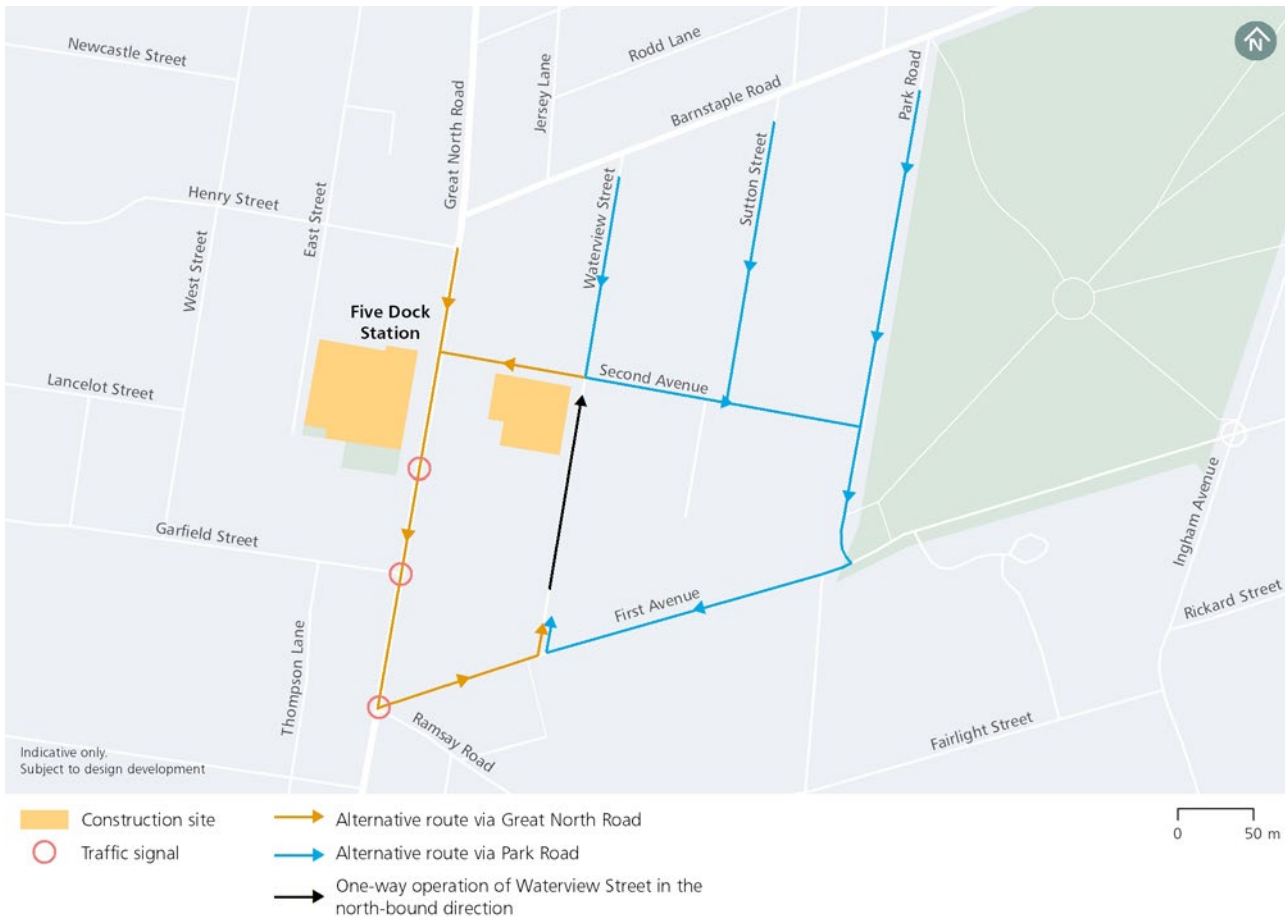 Newcastle Street
Great North Road
Jersey Lane
Rodd Lane
Barnstaple Road
Park Road
N
Henry Street
East Street
West Street
Waterview Street
Sutton Street
Five Dock
Station
Lancelot Street
Second Avenue
Garfield Street
Thompson Lane
First Avenue
Ingham Avenue
Rickard Street
Ramsay Road
Fairlight Street
Indicative only.
Subject to design development
Construction site
Traffic signal
Alternative route via Great North Road
Alternative route via Park Road
One-way operation of Waterview Street in the
north-bound direction
0 50 m